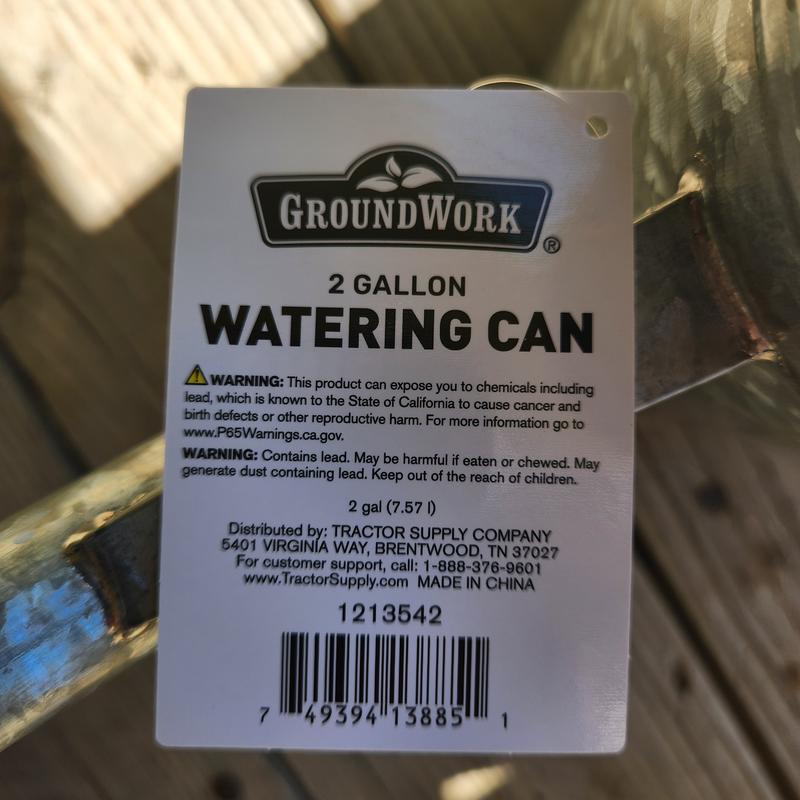 GROUNDWORK®
2 GALLON
WATERING CAN
⚠ WARNING: This product can expose you to chemicals including
lead, which is known to the State of California to cause cancer and
birth defects or other reproductive harm. For more information go to
www.P65Warnings.ca.gov.
WARNING: Contains lead. May be harmful if eaten or chewed. May
generate dust containing lead. Keep out of the reach of children.
2 gal (7.57 l)
Distributed by: TRACTOR SUPPLY COMPANY
5401 VIRGINIA WAY, BRENTWOOD, TN 37027
For customer support, call: 1-888-376-9601
www.TractorSupply.com MADE IN CHINA
1213542
7 49394 13885 1